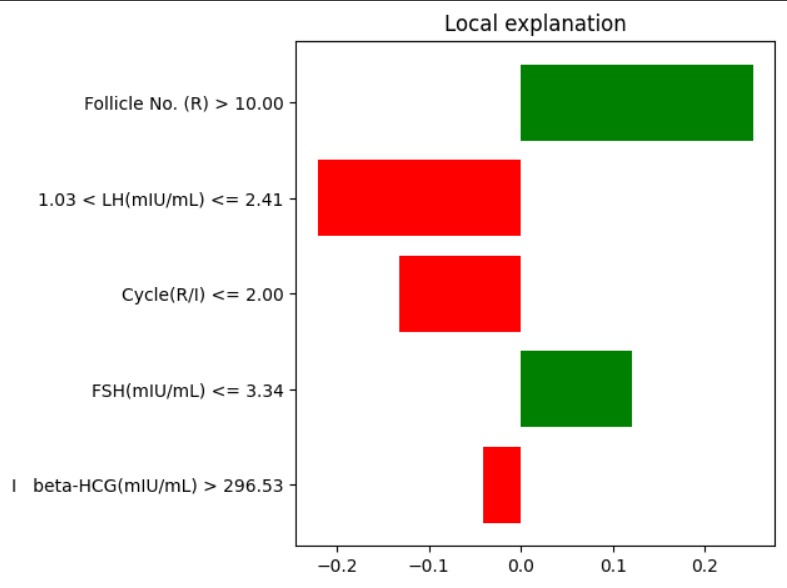 Local explanation
Follicle No. (R) > 10.00
1.03 < LH(mIU/mL) <= 2.41
Cycle(R/I) <= 2.00
FSH(mIU/mL) <= 3.34
I   beta-HCG(mIU/mL) > 296.53
−0.2 −0.1 0.0 0.1 0.2